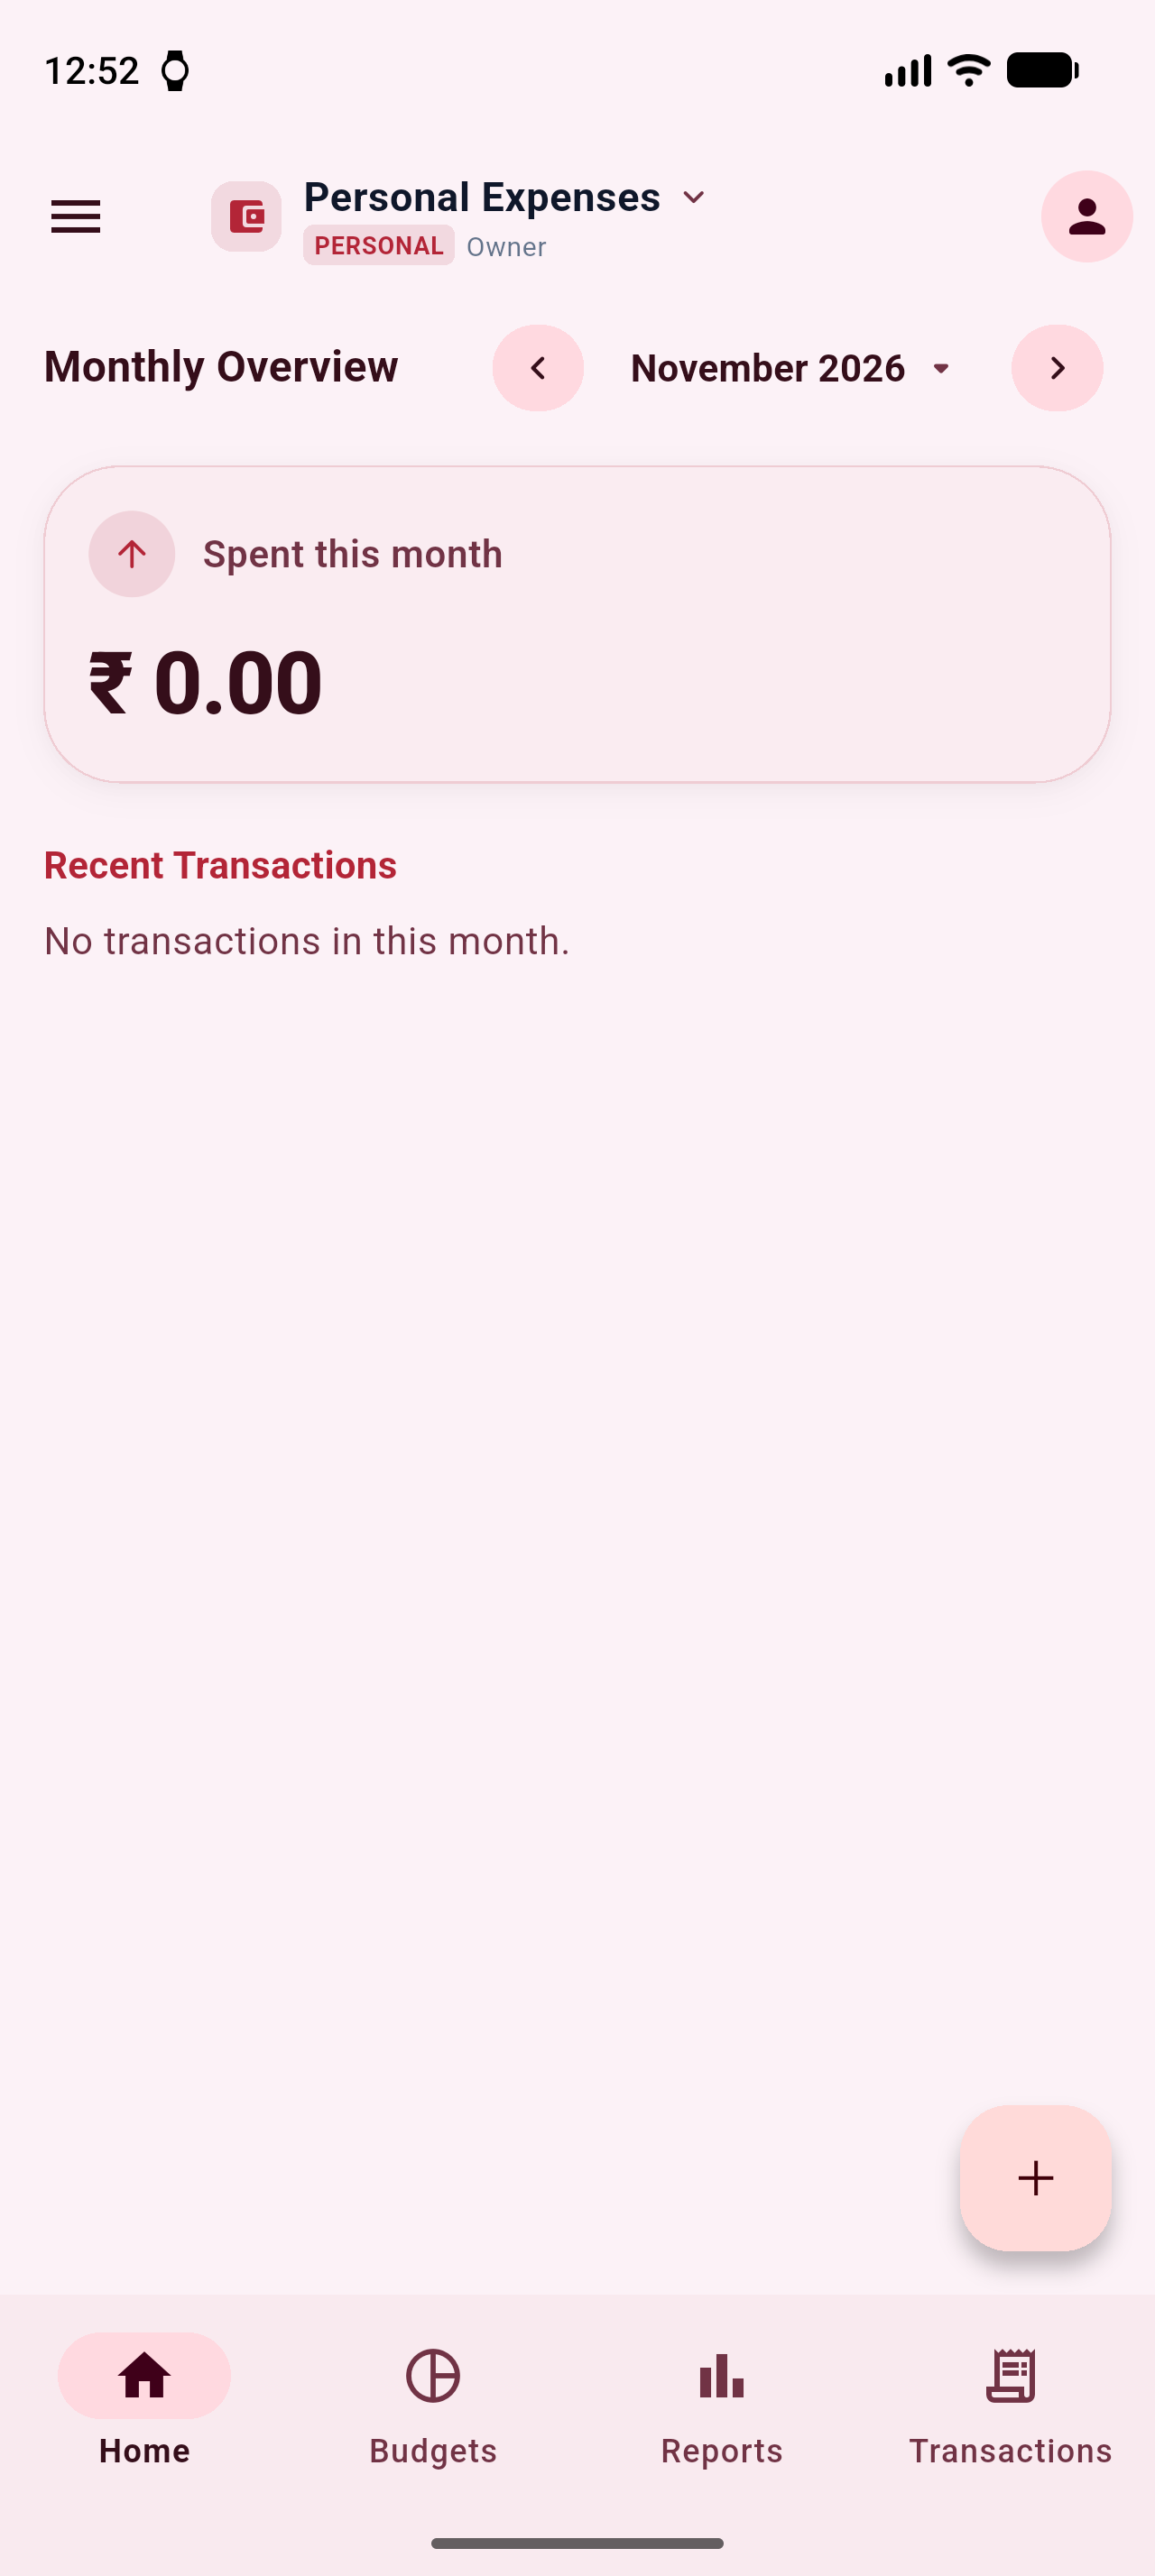 12:52
Personal Expenses
PERSONAL Owner
Monthly Overview November 2026
Spent this month
₹ 0.00
Recent Transactions
No transactions in this month.
Home Budgets Reports Transactions